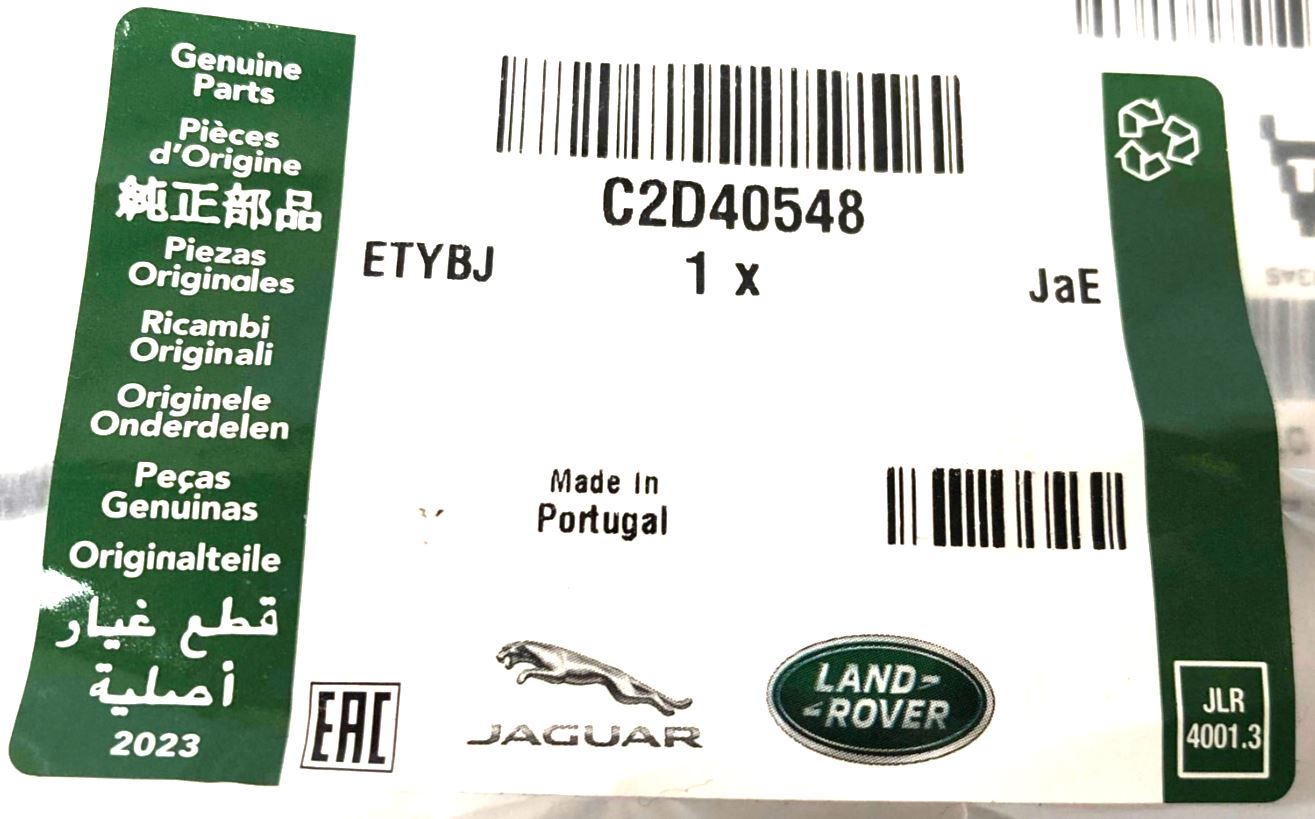 Genuine
Parts
Pièces
d'Origine
純正部品
Piezas
Originales
Ricambi
Originali
Originele
Onderdelen
Peças
Genuinas
Originalteile
قطع غيار
أصلية
2023
C2D40548
ETYBJ 1 x JaE
Made In
Portugal
EAC
JAGUAR
LAND-
-ROVER
JLR
4001.3